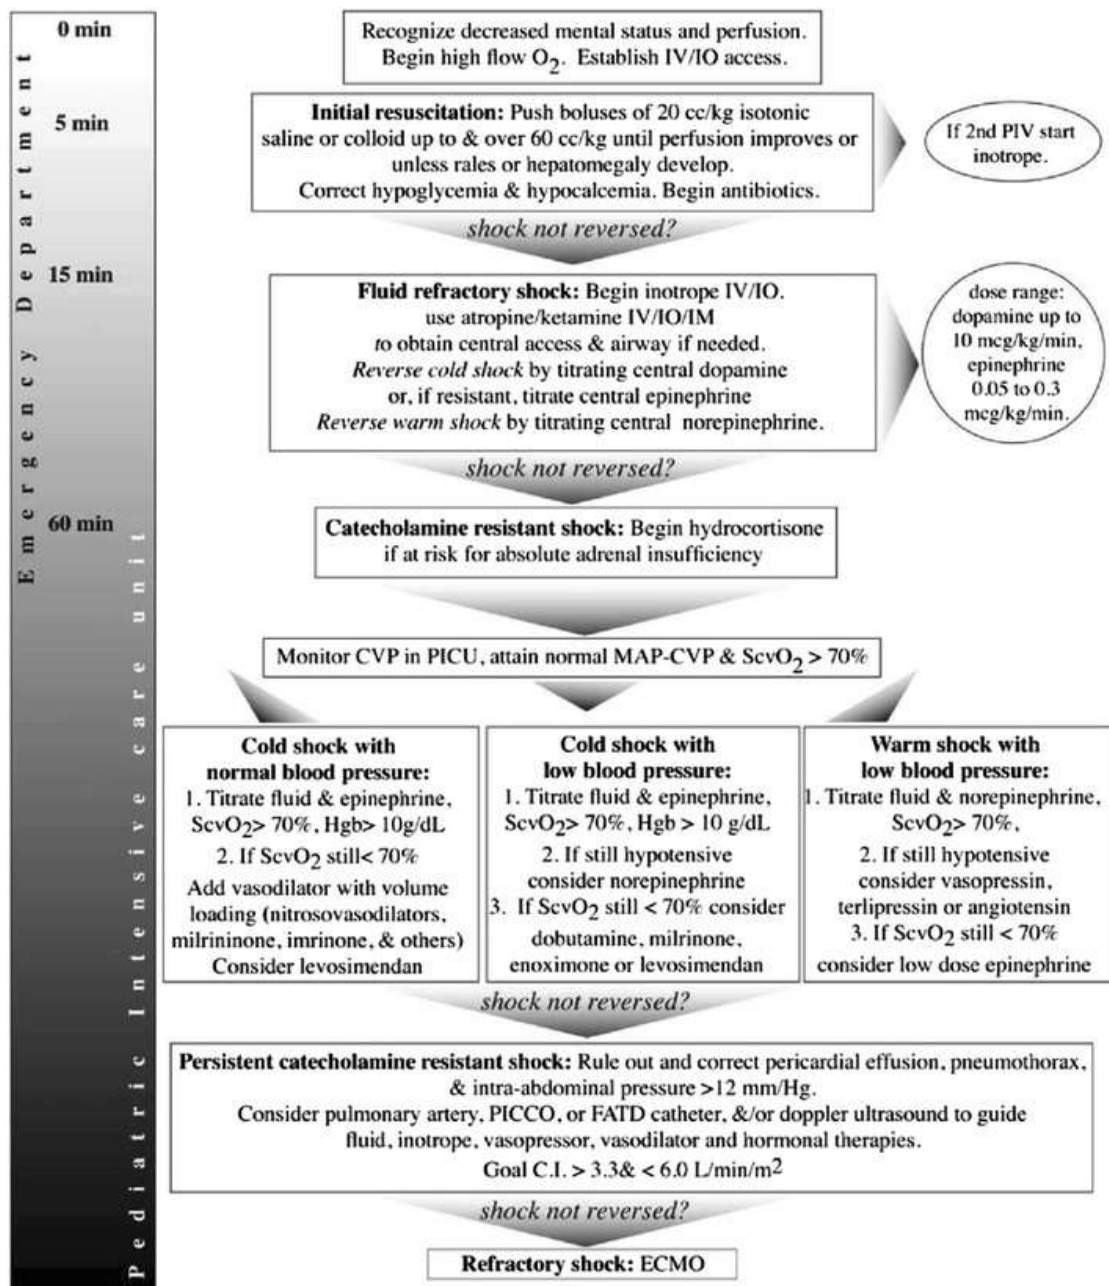 0 min
Recognize decreased mental status and perfusion.
Begin high flow O2. Establish IV/IO access.
5 min
Initial resuscitation: Push boluses of 20 cc/kg isotonic
saline or colloid up to & over 60 cc/kg until perfusion improves or
unless rales or hepatomegaly develop.
Correct hypoglycemia & hypocalcemia. Begin antibiotics.
If 2nd PIV start
inotrope.
shock not reversed?
15 min
Fluid refractory shock: Begin inotrope IV/IO.
use atropine/ketamine IV/IO/IM
to obtain central access & airway if needed.
Reverse cold shock by titrating central dopamine
or, if resistant, titrate central epinephrine
Reverse warm shock by titrating central norepinephrine.
dose range:
dopamine up to
10 mcg/kg/min,
epinephrine
0.05 to 0.3
mcg/kg/min.
shock not reversed?
60 min
Catecholamine resistant shock: Begin hydrocortisone
if at risk for absolute adrenal insufficiency
Monitor CVP in PICU, attain normal MAP-CVP & ScvO2 > 70%
Cold shock with
normal blood pressure:
1. Titrate fluid & epinephrine,
ScvO2> 70%, Hgb> 10g/dL
2. If ScvO2 still< 70%
Add vasodilator with volume
loading (nitrosovasodilators,
milrininone, imrinone, & others)
Consider levosimendan
Cold shock with
low blood pressure:
1. Titrate fluid & epinephrine,
ScvO2> 70%, Hgb > 10 g/dL
2. If still hypotensive
consider norepinephrine
3. If ScvO2 still < 70% consider
dobutamine, milrinone,
enoximone or levosimendan
Warm shock with
low blood pressure:
1. Titrate fluid & norepinephrine,
ScvO2> 70%,
2. If still hypotensive
consider vasopressin,
terlipressin or angiotensin
3. If ScvO2 still < 70%
consider low dose epinephrine
shock not reversed?
Persistent catecholamine resistant shock: Rule out and correct pericardial effusion, pneumothorax,
& intra-abdominal pressure >12 mm/Hg.
Consider pulmonary artery, PICCO, or FATD catheter, &/or doppler ultrasound to guide
fluid, inotrope, vasopressor, vasodilator and hormonal therapies.
Goal C.I. > 3.3& < 6.0 L/min/m2
shock not reversed?
Refractory shock: ECMO
Emergency Department
Pediatric Intensive care unit